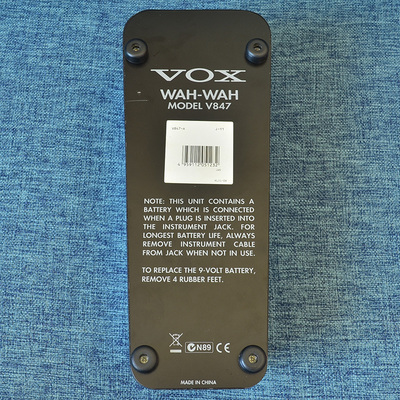 VOX
WAH-WAH
MODEL V847
NOTE: THIS UNIT CONTAINS A
BATTERY WHICH IS CONNECTED
WHEN A PLUG IS INSERTED INTO
THE INSTRUMENT JACK. FOR
LONGEST BATTERY LIFE, ALWAYS
REMOVE INSTRUMENT CABLE
FROM JACK WHEN NOT IN USE.
TO REPLACE THE 9-VOLT BATTERY,
REMOVE 4 RUBBER FEET.
N89 CE
MADE IN CHINA